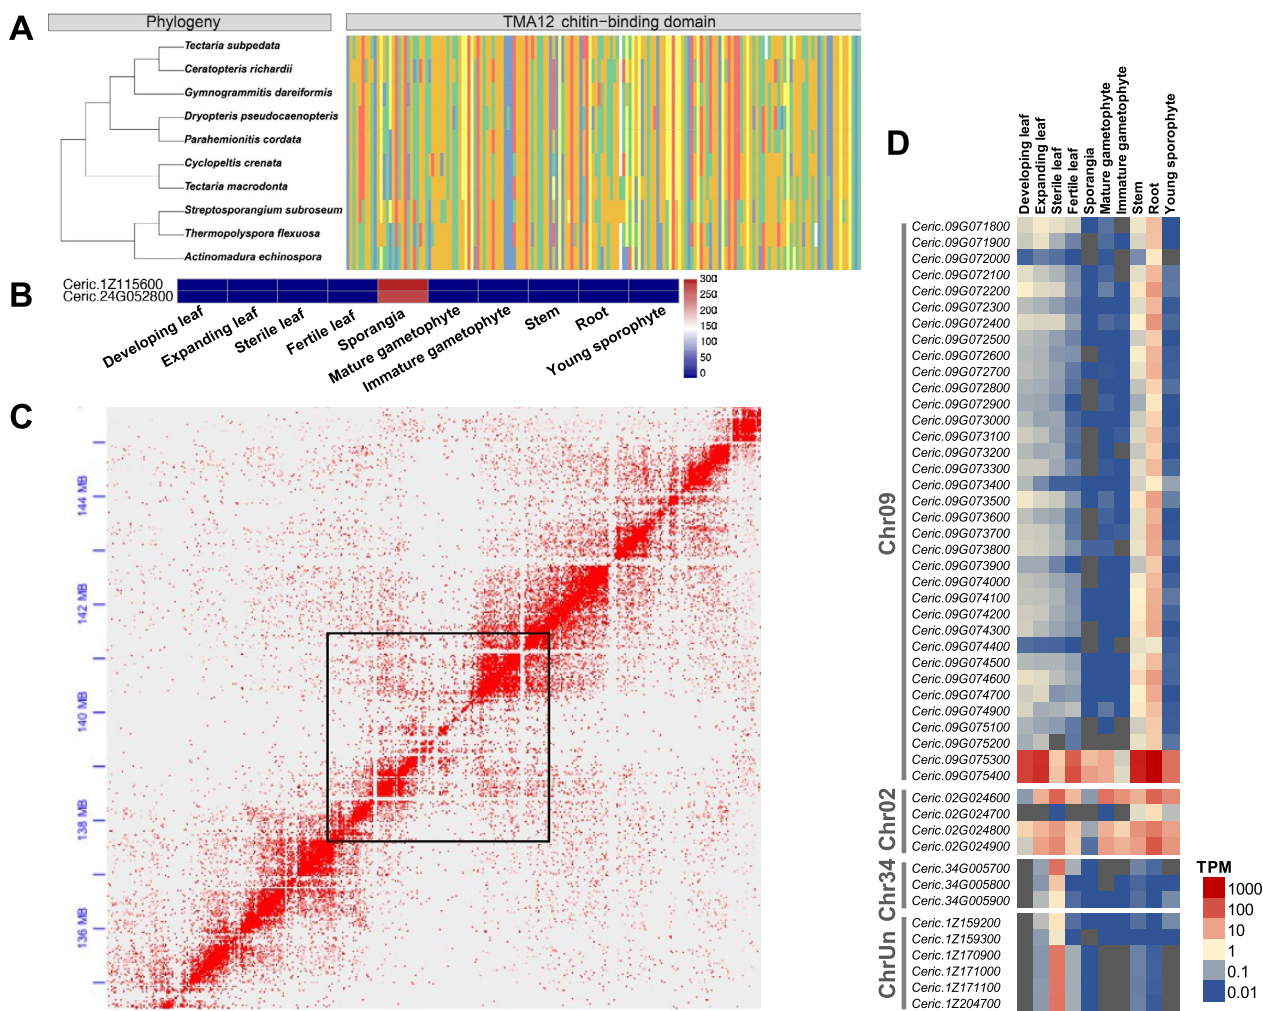 A
Phylogeny
TMA12 chitin−binding domain
Tectaria subpedata
Ceratopteris richardii
Gymnogrammitis dareiformis
Dryopteris pseudocaenopteris
Parahemionitis cordata
Cyclopeltis crenata
Tectaria macrodonta
Streptosporangium subroseum
Thermopolyspora flexuosa
Actinomadura echinospora
B
Ceric.1Z115600
Ceric.24G052800
Developing leaf
Expanding leaf
Sterile leaf
Fertile leaf
Sporangia
Mature gametophyte
Immature gametophyte
Stem
Root
Young sporophyte
300
250
200
150
100
50
0
C
144 MB
142 MB
140 MB
138 MB
136 MB
D
Developing leaf
Expanding leaf
Sterile leaf
Fertile leaf
Sporangia
Mature gametophyte
Immature gametophyte
Stem
Root
Young sporophyte
Chr09
Ceric.09G071800
Ceric.09G071900
Ceric.09G072000
Ceric.09G072100
Ceric.09G072200
Ceric.09G072300
Ceric.09G072400
Ceric.09G072500
Ceric.09G072600
Ceric.09G072700
Ceric.09G072800
Ceric.09G072900
Ceric.09G073000
Ceric.09G073100
Ceric.09G073200
Ceric.09G073300
Ceric.09G073400
Ceric.09G073500
Ceric.09G073600
Ceric.09G073700
Ceric.09G073800
Ceric.09G073900
Ceric.09G074000
Ceric.09G074100
Ceric.09G074200
Ceric.09G074300
Ceric.09G074400
Ceric.09G074500
Ceric.09G074600
Ceric.09G074700
Ceric.09G074900
Ceric.09G075100
Ceric.09G075200
Ceric.09G075300
Ceric.09G075400
Chr02
Ceric.02G024600
Ceric.02G024700
Ceric.02G024800
Ceric.02G024900
Chr34
Ceric.34G005700
Ceric.34G005800
Ceric.34G005900
ChrUn
Ceric.1Z159200
Ceric.1Z159300
Ceric.1Z170900
Ceric.1Z171000
Ceric.1Z171100
Ceric.1Z204700
TPM
1000
100
10
1
0.1
0.01